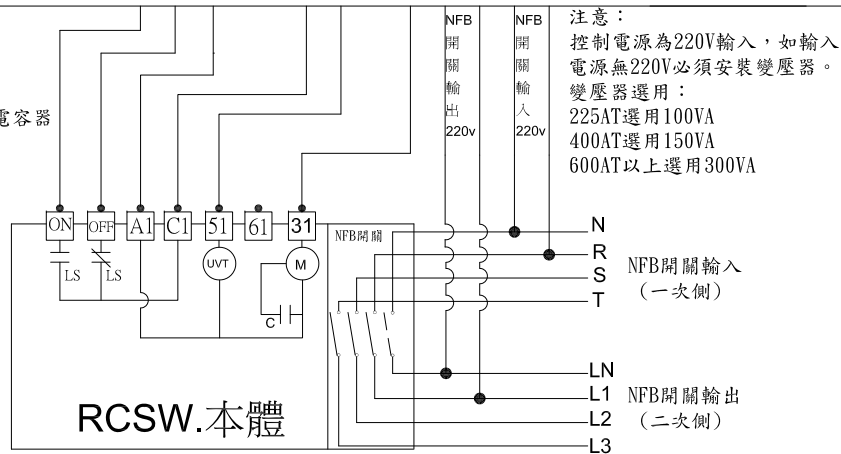 NFB
開
關
輸
出
220v
NFB
開
關
輸
入
220v
注意：
控制電源為220V輸入，如輸入
電源無220V必須安裝變壓器。
變壓器選用：
225AT選用100VA
400AT選用150VA
600AT以上選用300VA
電容器
ON
OFF
A1
C1
51
61
31
LS
LS
UVT
M
C
NFB開關
N
R
S
T
NFB開關輸入
(一次側)
LN
L1
L2
L3
NFB開關輸出
(二次側)
RCSW.本體